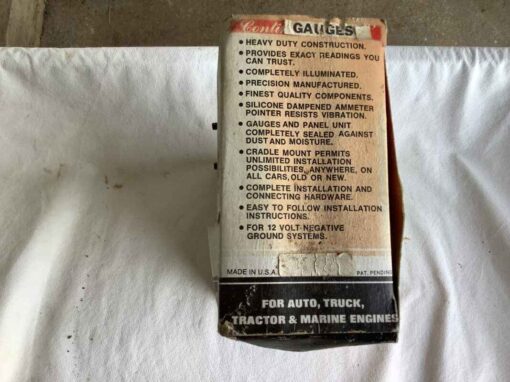 GAUGES
• HEAVY DUTY CONSTRUCTION.
• PROVIDES EXACT READINGS YOU
CAN TRUST.
• COMPLETELY ILLUMINATED.
• PRECISION MANUFACTURED.
• FINEST QUALITY COMPONENTS.
• SILICONE DAMPENED AMMETER
POINTER RESISTS VIBRATION.
• GAUGES AND PANEL UNIT
COMPLETELY SEALED AGAINST
DUST AND MOISTURE.
• CRADLE MOUNT PERMITS
UNLIMITED INSTALLATION
POSSIBILITIES, ANYWHERE, ON
ALL CARS, OLD OR NEW.
• COMPLETE INSTALLATION AND
CONNECTING HARDWARE.
• EASY TO FOLLOW INSTALLATION
INSTRUCTIONS.
• FOR 12 VOLT NEGATIVE
GROUND SYSTEMS.
MADE IN U.S.A. PAT. PENDING
FOR AUTO, TRUCK,
TRACTOR & MARINE ENGINES